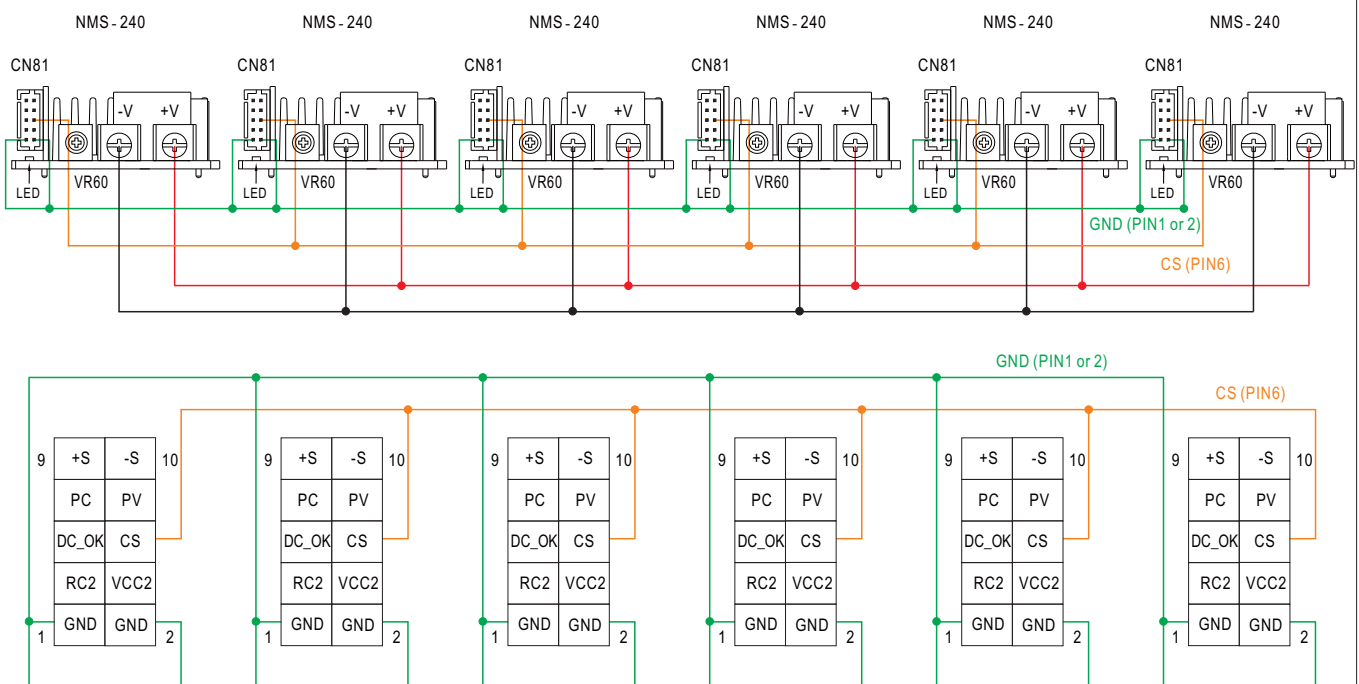 NMS-240 NMS-240 NMS-240 NMS-240 NMS-240 NMS-240
CN81 CN81 CN81 CN81 CN81 CN81
-V +V -V +V -V +V -V +V -V +V -V +V
VR60 VR60 VR60 VR60 VR60 VR60
LED LED LED LED LED LED
GND (PIN1 or 2)
CS (PIN6)
GND (PIN1 or 2)
CS (PIN6)
9 +S -S 10 9 +S -S 10 9 +S -S 10 9 +S -S 10 9 +S -S 10 9 +S -S 10
PC PV PC PV PC PV PC PV PC PV PC PV
DC_OK CS DC_OK CS DC_OK CS DC_OK CS DC_OK CS DC_OK CS
RC2 VCC2 RC2 VCC2 RC2 VCC2 RC2 VCC2 RC2 VCC2 RC2 VCC2
1 GND GND 2 1 GND GND 2 1 GND GND 2 1 GND GND 2 1 GND GND 2 1 GND GND 2